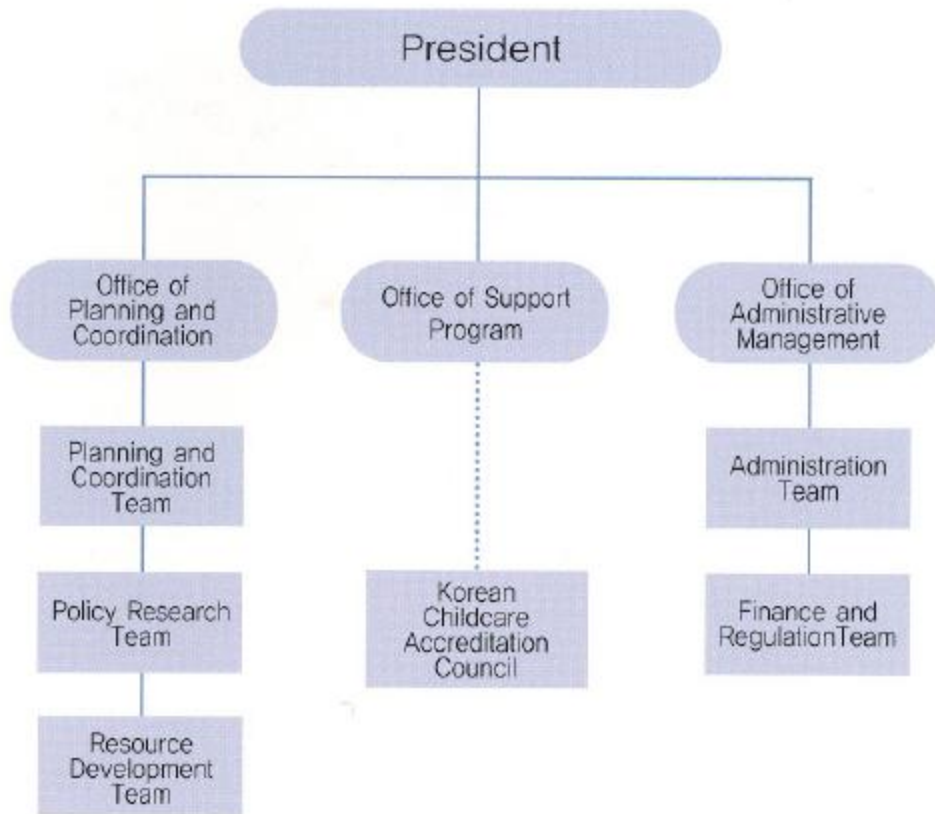 President
Office of
Planning and
Coordination
Office of Support
Program
Office of
Administrative
Management
Planning and
Coordination
Team
Administration
Team
Policy Research
Team
Korean
Childcare
Accreditation
Council
Finance and
RegulationTeam
Resource
Development
Team